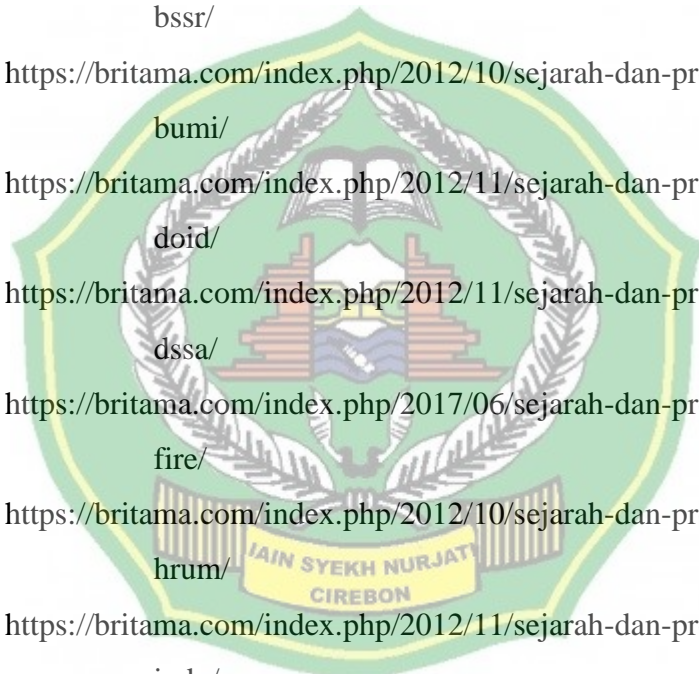 bssr/
https://britama.com/index.php/2012/10/sejarah-dan-pr
bumi/
https://britama.com/index.php/2012/11/sejarah-dan-pr
doid/
https://britama.com/index.php/2012/11/sejarah-dan-pr
dssa/
https://britama.com/index.php/2017/06/sejarah-dan-pr
fire/
https://britama.com/index.php/2012/10/sejarah-dan-pr
hrum/
IAIN SYEKH NURJATI
CIREBON
https://britama.com/index.php/2012/11/sejarah-dan-pr